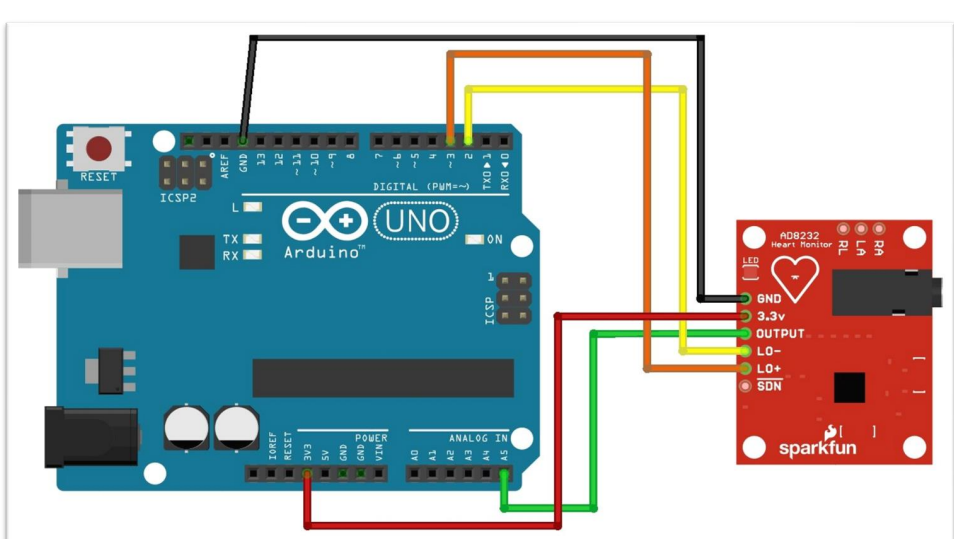 RESET
ICSP2
AREF
GND
13
12
~11
~10
~9
8
7
~6
~5
4
~3
2
TX0▶1
RX0◀0
DIGITAL (PWM=~)
L
TX
RX
UNO
Arduino™
ON
1
ICSP
IOREF
RESET
3V3
5V
GND
GND
VIN
POWER
ANALOG IN
A0
A1
A2
A3
A4
A5
AD8232
Heart Monitor
RL
LA
RA
LED
GND
3.3v
OUTPUT
LO-
LO+
SDN
sparkfun